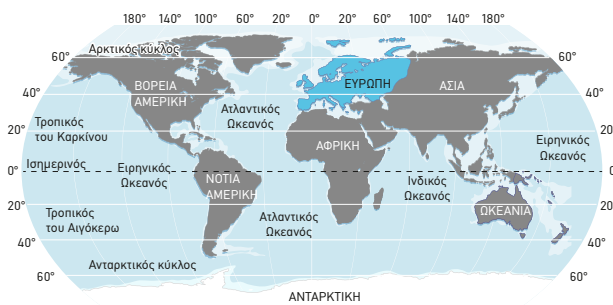 180° 140° 100° 60° 20° 0° 20° 60° 100° 140° 180°
Αρκτικός κύκλος
60° 60°
ΒΟΡΕΙΑ
ΑΜΕΡΙΚΗ
ΕΥΡΩΠΗ
ΑΣΙΑ
40° 40°
Ατλαντικός
Ωκεανός
Τροπικός
του Καρκίνου
20° 20°
ΑΦΡΙΚΗ
Ειρηνικός
Ωκεανός
Ισημερινός
0°
Ειρηνικός
Ωκεανός
ΝΟΤΙΑ
ΑΜΕΡΙΚΗ
Ινδικός
Ωκεανός
20° 20°
Τροπικός
του Αιγόκερω
Ατλαντικός
Ωκεανός
ΩΚΕΑΝΙΑ
40° 40°
Ανταρκτικός κύκλος
60° 60°
ΑΝΤΑΡΚΤΙΚΗ